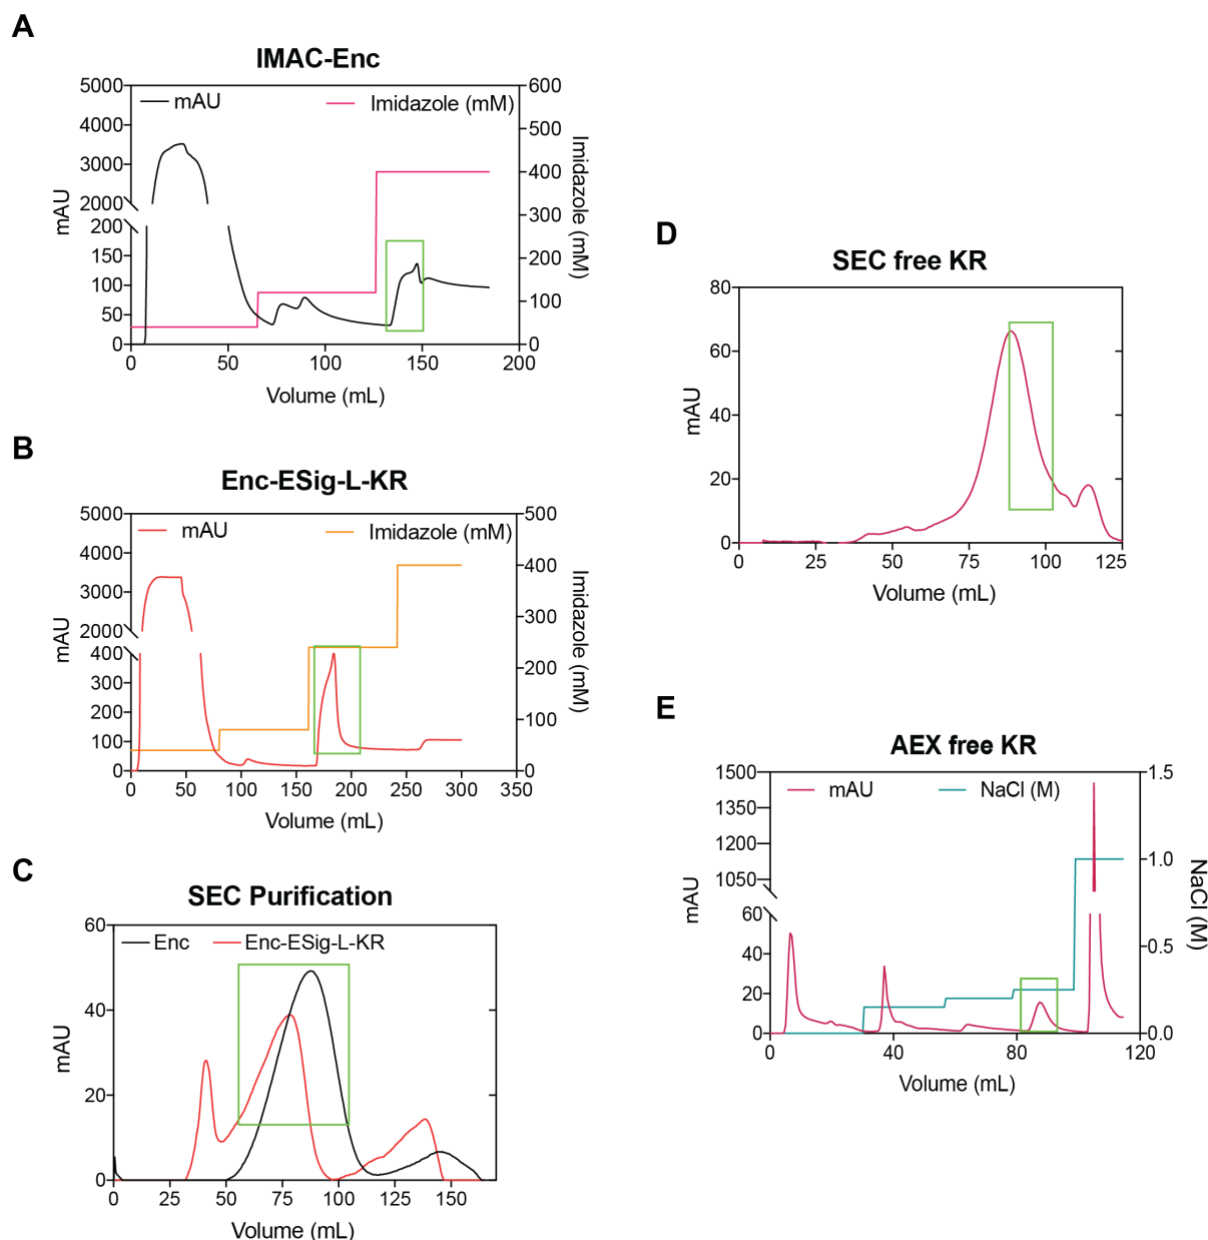 A
IMAC-Enc
mAU
Imidazole (mM)
5000
4000
3000
2000
200
150
100
50
0
mAU
600
500
400
300
200
100
0
Imidazole (mM)
0 50 100 150 200
Volume (mL)
B
Enc-ESig-L-KR
mAU
Imidazole (mM)
5000
4000
3000
2000
400
300
200
100
0
mAU
500
400
300
200
100
0
Imidazole (mM)
0 50 100 150 200 250 300 350
Volume (mL)
C
SEC Purification
Enc
Enc-ESig-L-KR
60
40
20
0
mAU
0 25 50 75 100 125 150
Volume (mL)
D
SEC free KR
80
60
40
20
0
mAU
0 25 50 75 100 125
Volume (mL)
E
AEX free KR
mAU
NaCl (M)
1500
1350
1200
1050
60
40
20
0
mAU
1.5
1.0
0.5
0.0
NaCl (M)
0 40 80 120
Volume (mL)